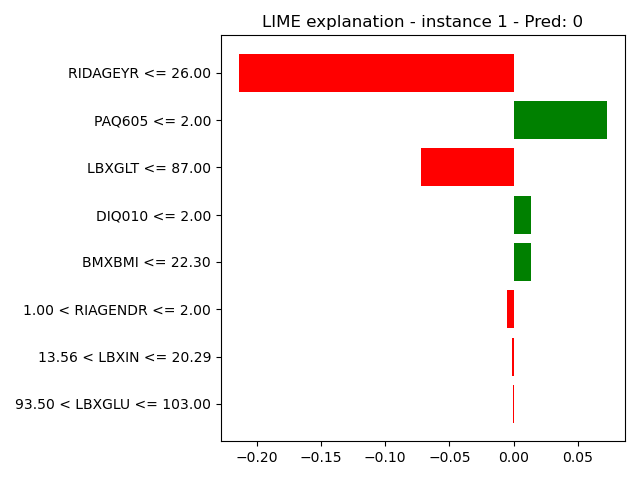 LIME explanation - instance 1 - Pred: 0
RIDAGEYR <= 26.00
PAQ605 <= 2.00
LBXGLT <= 87.00
DIQ010 <= 2.00
BMXBMI <= 22.30
1.00 < RIAGENDR <= 2.00
13.56 < LBXIN <= 20.29
93.50 < LBXGLU <= 103.00
−0.20 −0.15 −0.10 −0.05 0.00 0.05